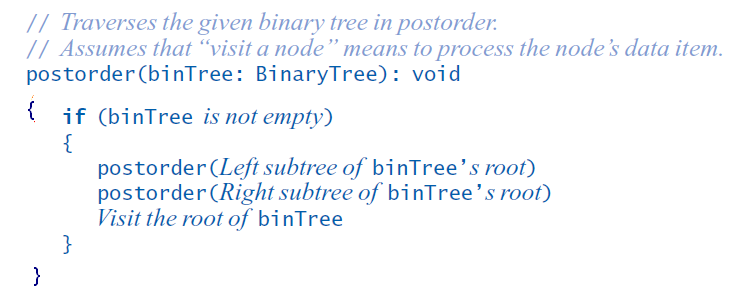 // Traverses the given binary tree in postorder.
// Assumes that “visit a node” means to process the node’s data item.
postorder(binTree: BinaryTree): void
{
if (binTree is not empty)
{
postorder(Left subtree of binTree’s root)
postorder(Right subtree of binTree’s root)
Visit the root of binTree
}
}